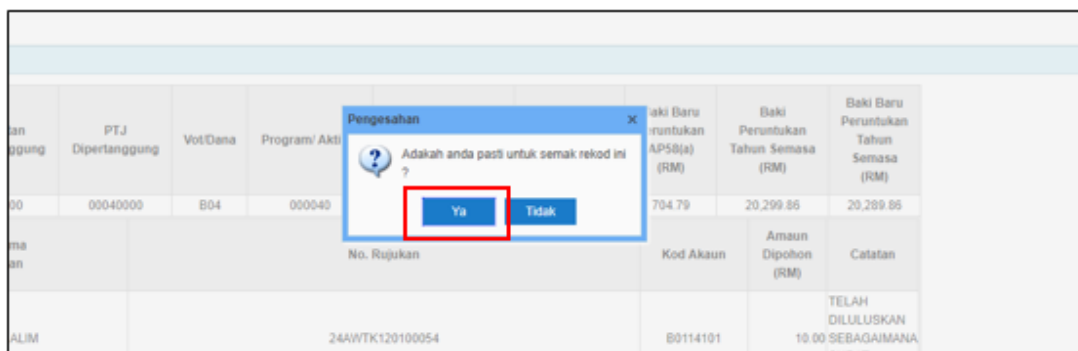 PTJ
Dipertanggung
Vot/Dana
Program/ Akti
Baki Baru
Peruntukan
AP58(a)
(RM)
Baki
Peruntukan
Tahun Semasa
(RM)
Baki Baru
Peruntukan
Tahun
Semasa
(RM)
Pengesahan
Adakah anda pasti untuk semak rekod ini
?
Ya Tidak
00 00040000 B04 000040 704.79 20,299.86 20,289.86
No. Rujukan
Kod Akaun
Amaun
Dipohon
(RM)
Catatan
ALIM 24AWTK120100054 B0114101 10.00
TELAH
DILULUSKAN
SEBAGAIMANA